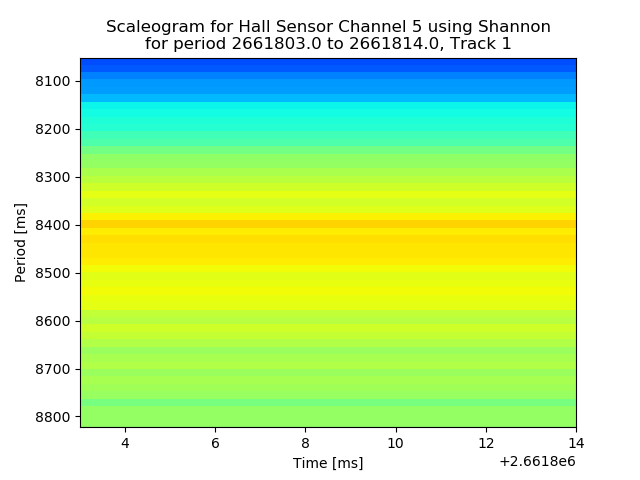 Scaleogram for Hall Sensor Channel 5 using Shannon
for period 2661803.0 to 2661814.0, Track 1
Period [ms]
8100
8200
8300
8400
8500
8600
8700
8800
4 6 8 10 12 14
Time [ms]
+2.6618e6